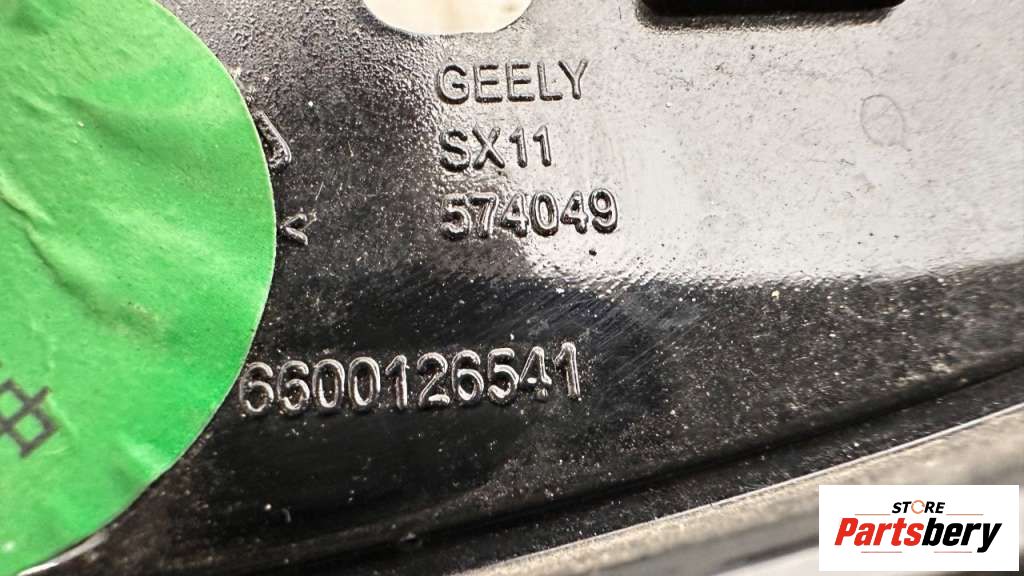 GEELY
SX11
574049
6600126541
STORE
Partsbery